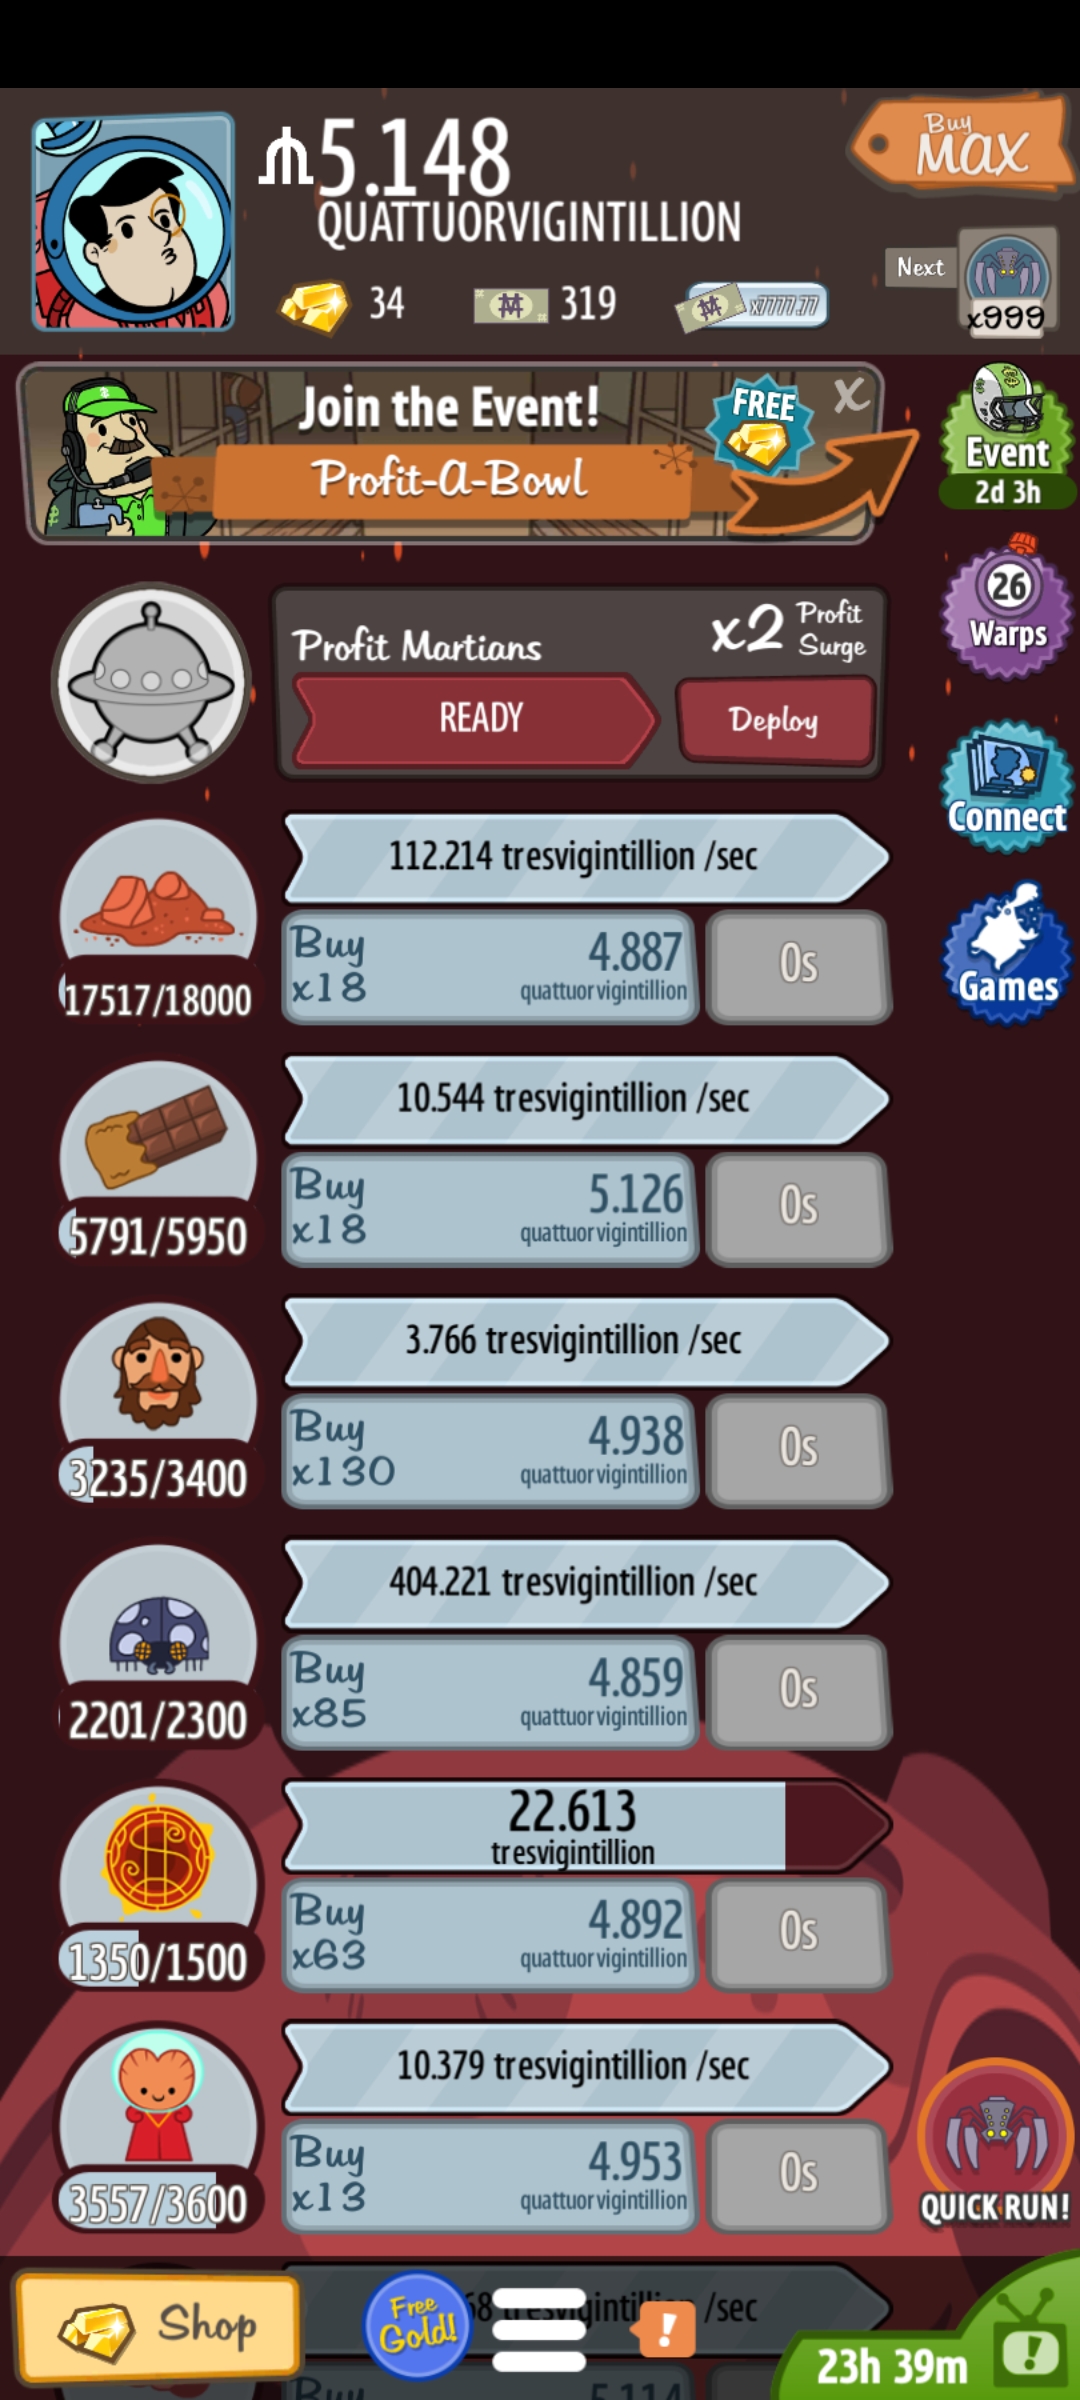 5.148
QUATTUORVIGINTILLION
Buy
MAX
34
319
x7777.77
Next
x999
Join the Event!
Profit-A-Bowl
FREE
X
Event
2d 3h
26
Warps
Connect
Games
Profit Martians
x2 Profit Surge
READY
Deploy
112.214 tresvigintillion /sec
17517/18000
Buy x18
4.887
quattuorvigintillion
0s
10.544 tresvigintillion /sec
5791/5950
Buy x18
5.126
quattuorvigintillion
0s
3.766 tresvigintillion /sec
3235/3400
Buy x130
4.938
quattuorvigintillion
0s
404.221 tresvigintillion /sec
2201/2300
Buy x85
4.859
quattuorvigintillion
0s
22.613
tresvigintillion
1350/1500
Buy x63
4.892
quattuorvigintillion
0s
10.379 tresvigintillion /sec
3557/3600
Buy x13
4.953
quattuorvigintillion
0s
QUICK RUN!
Shop
Free Gold!
!
/sec
23h 39m
!
Buy
5.114